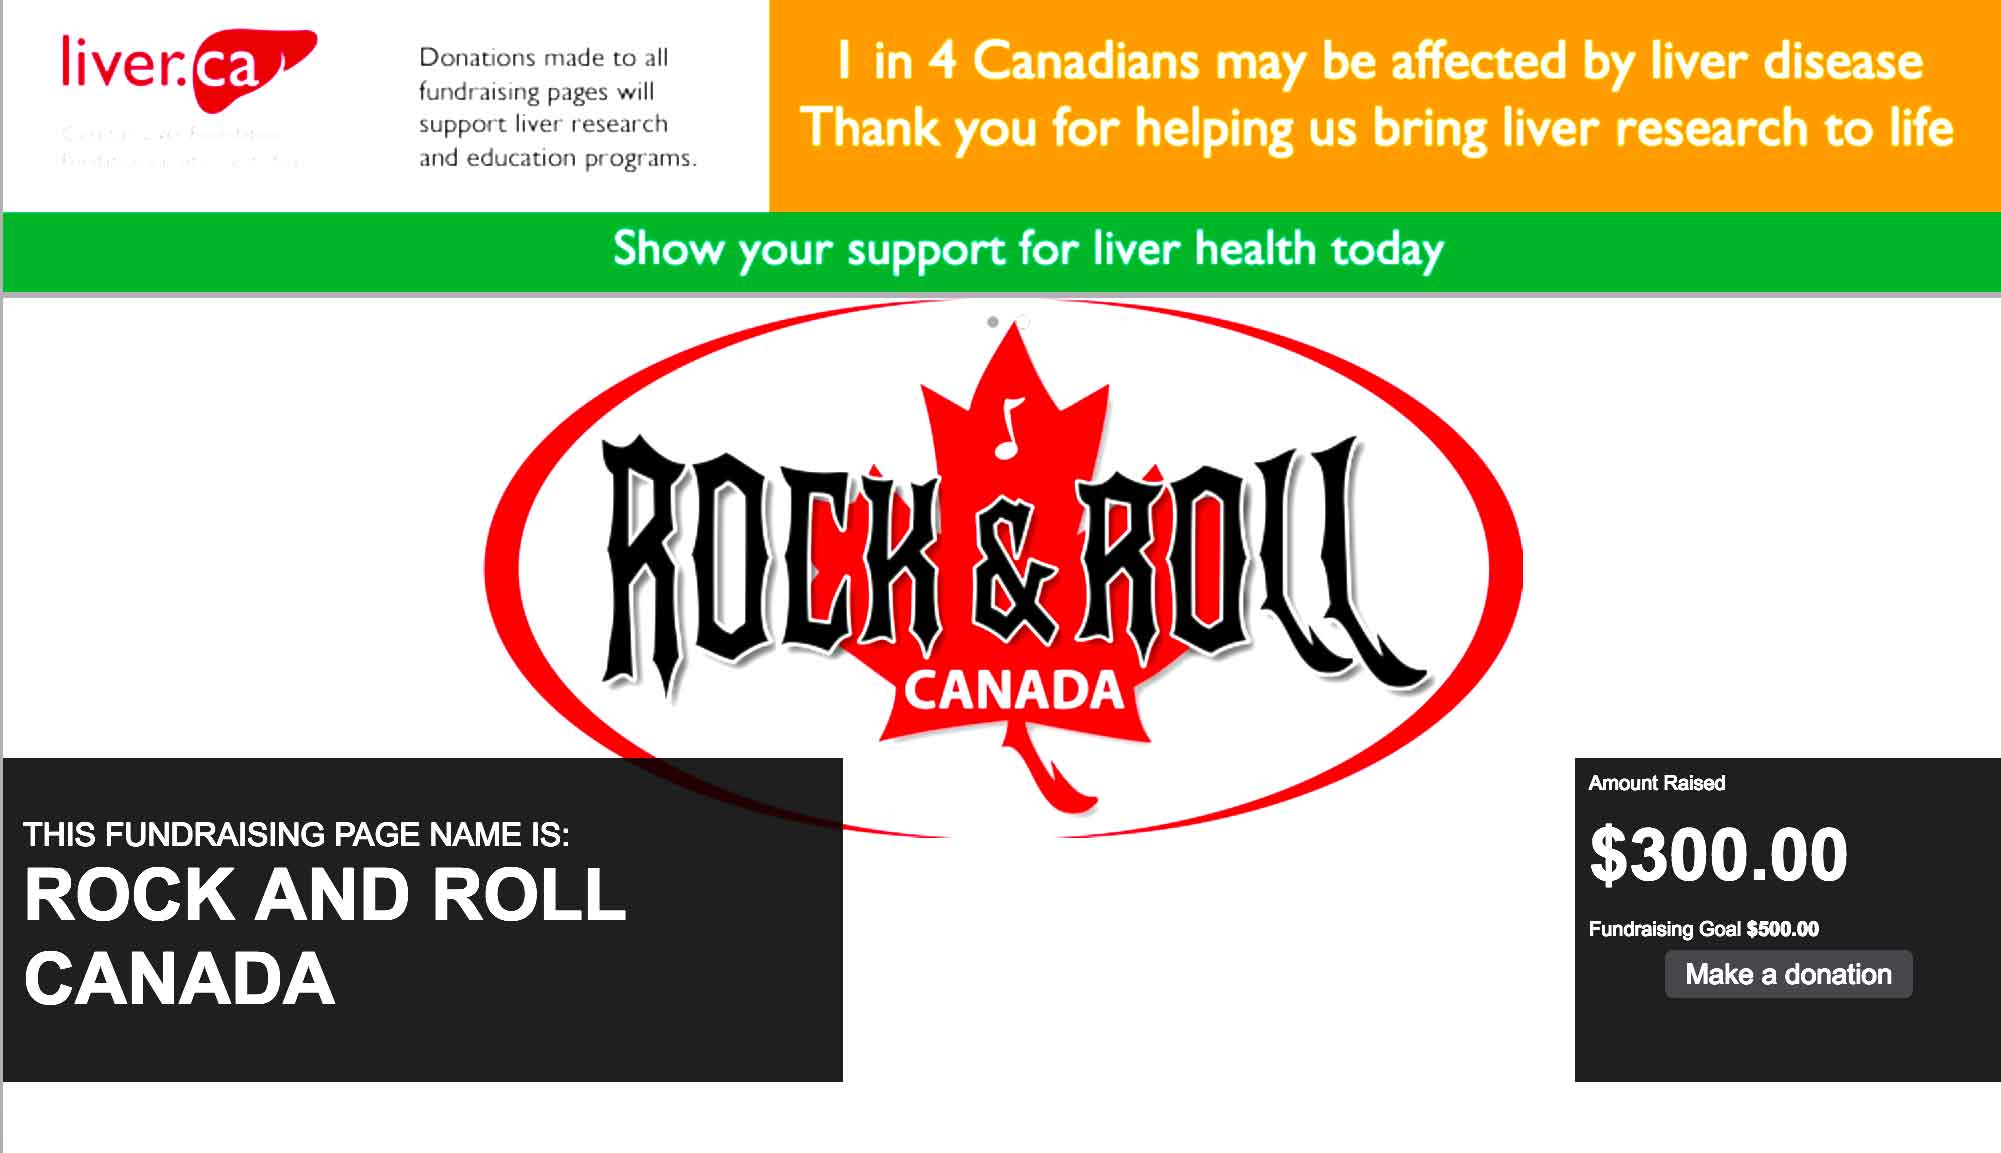 liver.ca
Donations made to all
fundraising pages will
support liver research
and education programs.
1 in 4 Canadians may be affected by liver disease
Thank you for helping us bring liver research to life
Show your support for liver health today
ROCK & ROLL
CANADA
THIS FUNDRAISING PAGE NAME IS:
ROCK AND ROLL
CANADA
Amount Raised
$300.00
Fundraising Goal $500.00
Make a donation